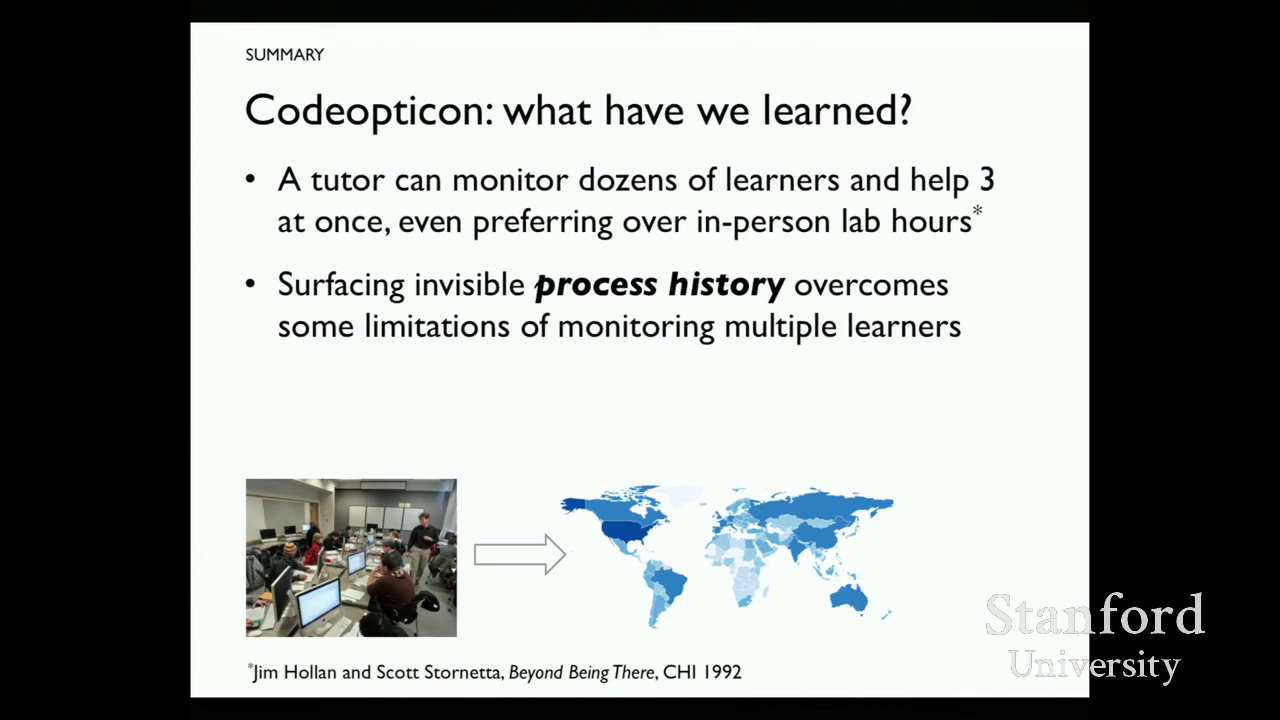 SUMMARY
Codeopticon: what have we learned?
• A tutor can monitor dozens of learners and help 3
at once, even preferring over in-person lab hours*
• Surfacing invisible process history overcomes
some limitations of monitoring multiple learners
*Jim Hollan and Scott Stornetta, Beyond Being There, CHI 1992
Stanford
University